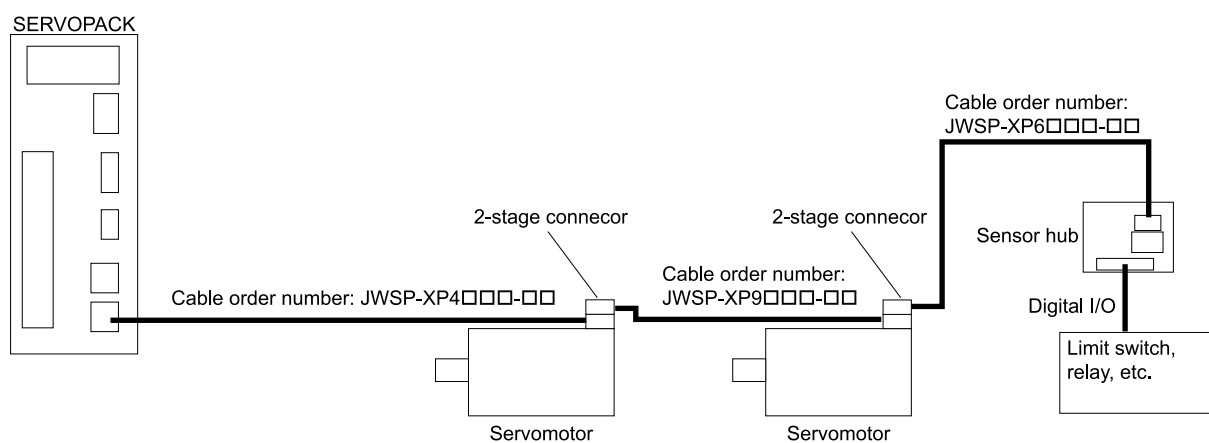 SERVOPACK
Cable order number:
JWSP-XP6□□□-□□
2-stage connecor
2-stage connecor
Sensor hub
Cable order number:
JWSP-XP9□□□-□□
Cable order number: JWSP-XP4□□□-□□
Digital I/O
Limit switch,
relay, etc.
Servomotor
Servomotor